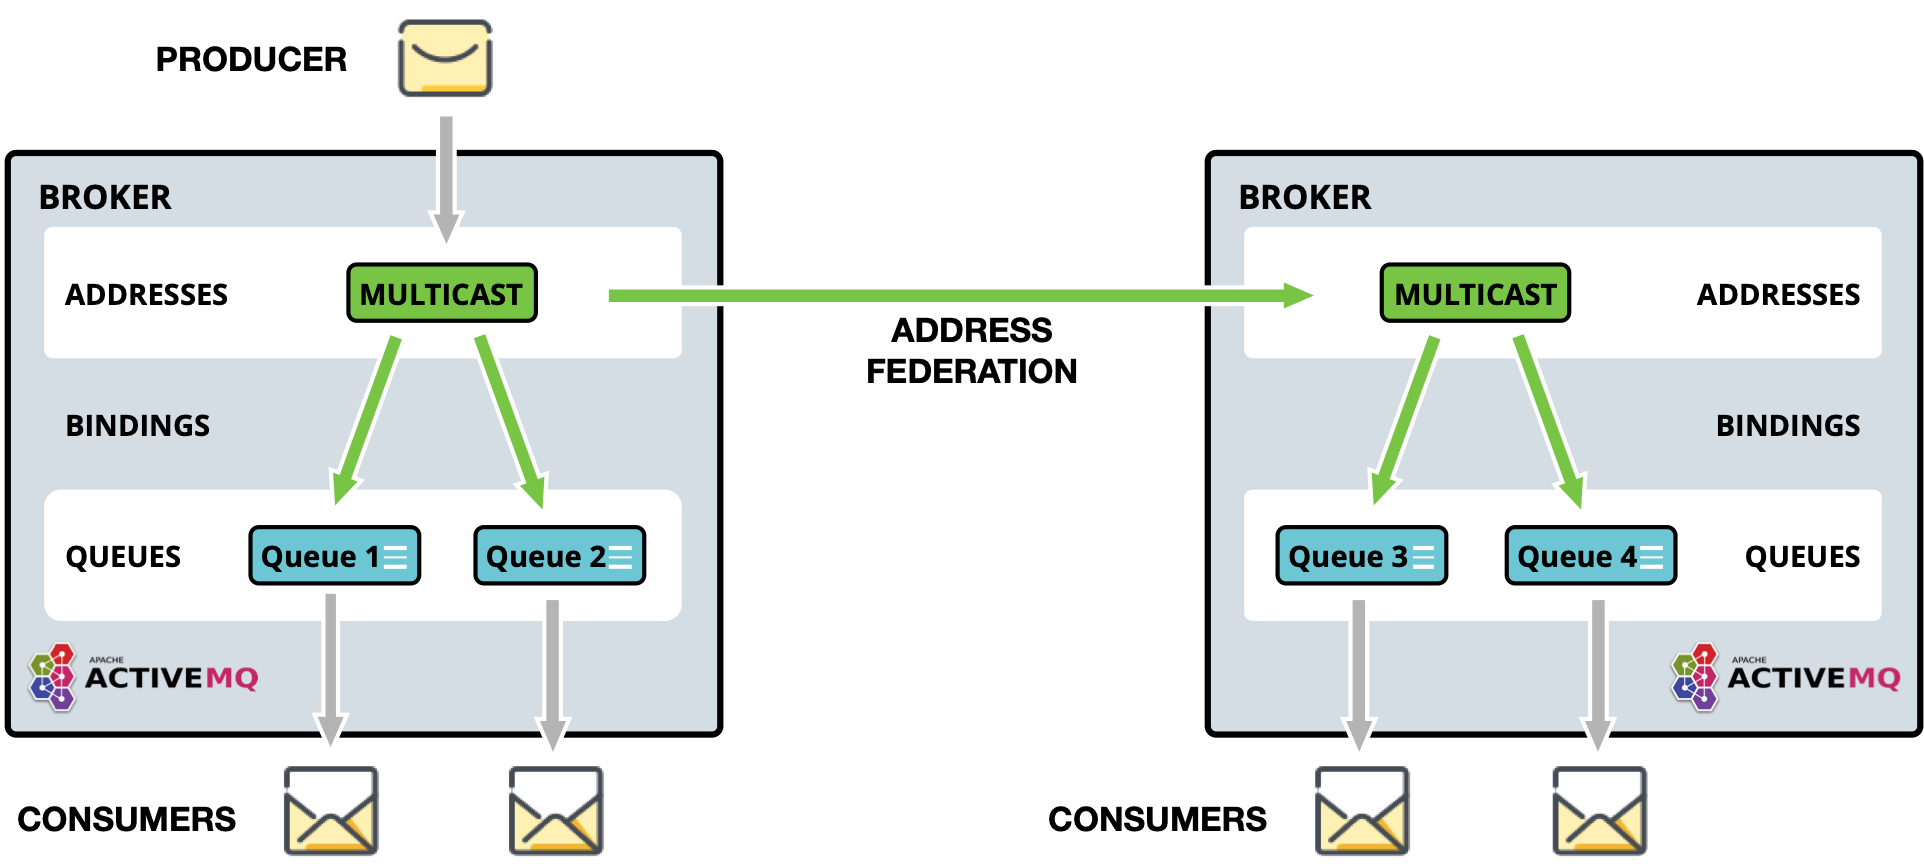 PRODUCER
BROKER
ADDRESSES
MULTICAST
BINDINGS
QUEUES
Queue 1
Queue 2
APACHE
ACTIVEMQ
CONSUMERS
ADDRESS
FEDERATION
BROKER
MULTICAST
ADDRESSES
BINDINGS
Queue 3
Queue 4
QUEUES
APACHE
ACTIVEMQ
CONSUMERS